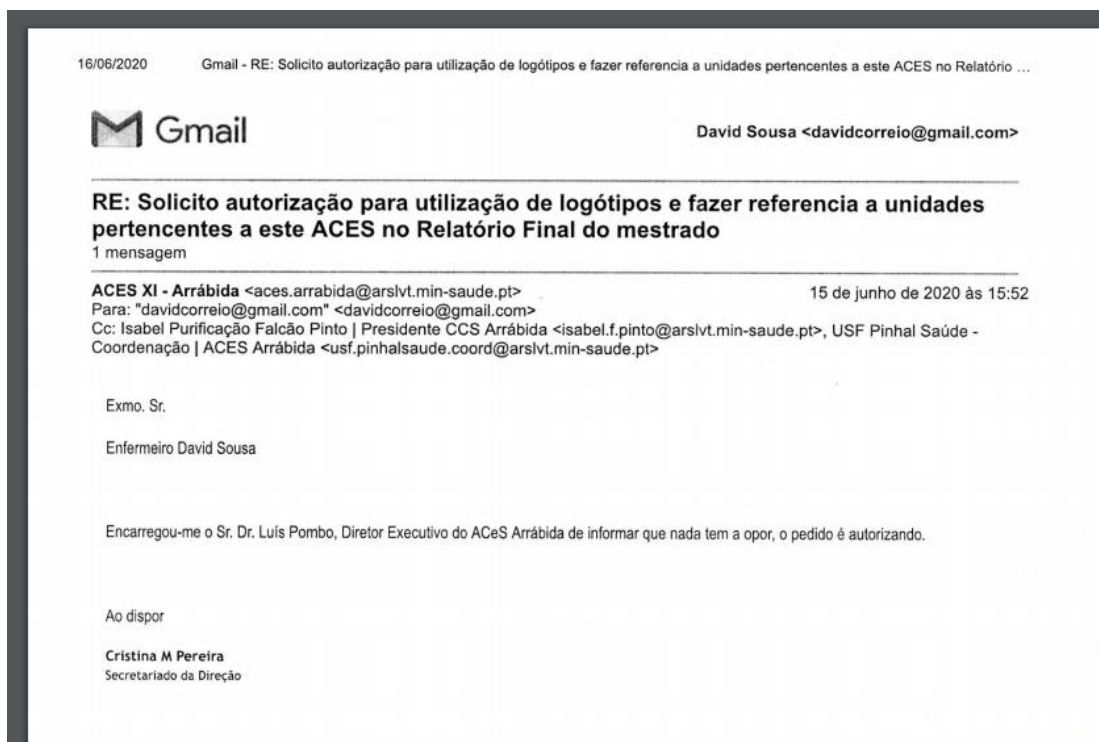 16/06/2020 Gmail - RE: Solicito autorização para utilização de logótipos e fazer referencia a unidades pertencentes a este ACES no Relatório ...
Gmail
David Sousa <davidcorreio@gmail.com>
RE: Solicito autorização para utilização de logótipos e fazer referencia a unidades
pertencentes a este ACES no Relatório Final do mestrado
1 mensagem
ACES XI - Arrábida <aces.arrabida@arslvt.min-saude.pt> 15 de junho de 2020 às 15:52
Para: "davidcorreio@gmail.com" <davidcorreio@gmail.com>
Cc: Isabel Purificação Falcão Pinto | Presidente CCS Arrábida <isabel.f.pinto@arslvt.min-saude.pt>, USF Pinhal Saúde -
Coordenação | ACES Arrábida <usf.pinhalsaude.coord@arslvt.min-saude.pt>
Exmo. Sr.
Enfermeiro David Sousa
Encarregou-me o Sr. Dr. Luís Pombo, Diretor Executivo do ACeS Arrábida de informar que nada tem a opor, o pedido é autorizando.
Ao dispor
Cristina M Pereira
Secretariado da Direção